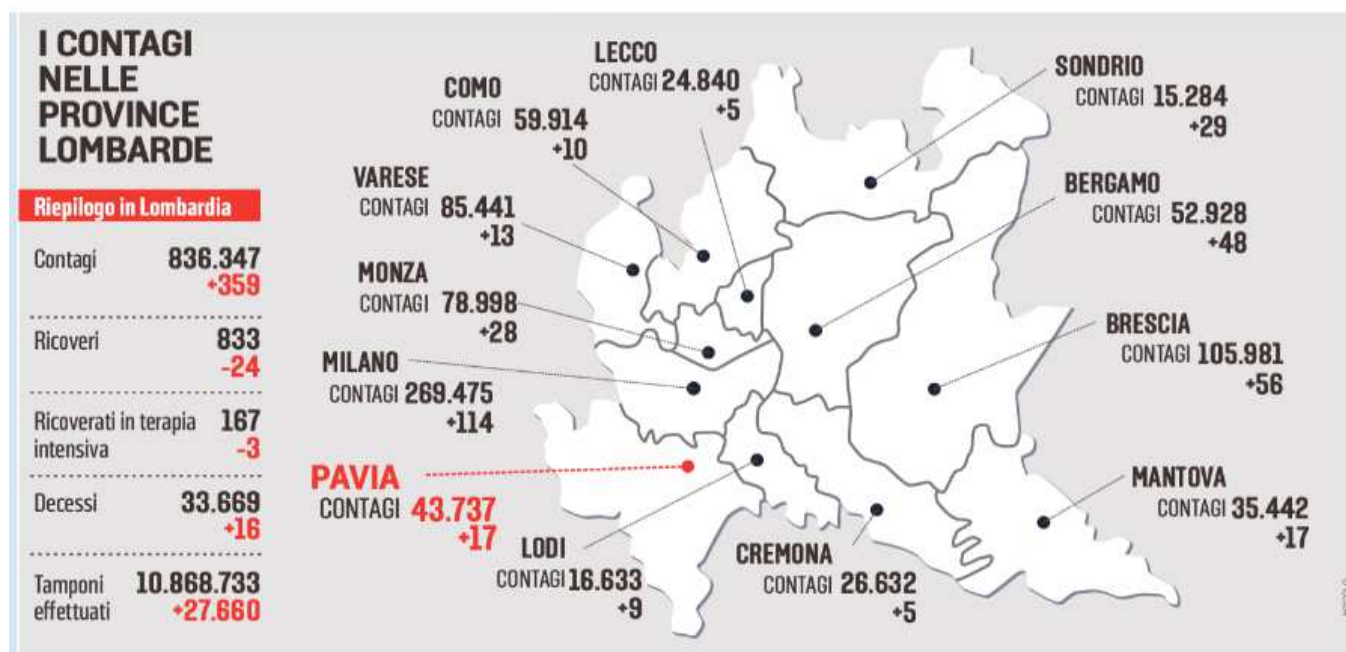 I CONTAGI
NELLE
PROVINCE
LOMBARDE
Riepilogo in Lombardia
Contagi 836.347
+359
Ricoveri 833
-24
Ricoverati in terapia intensiva 167
-3
Decessi 33.669
+16
Tamponi effettuati 10.868.733
+27.660
LECCO
CONTAGI 24.840
+5
COMO
CONTAGI 59.914
+10
VARESE
CONTAGI 85.441
+13
MONZA
CONTAGI 78.998
+28
MILANO
CONTAGI 269.475
+114
PAVIA
CONTAGI 43.737
+17
LODI
CONTAGI 16.633
+9
CREMONA
CONTAGI 26.632
+5
SONDRIO
CONTAGI 15.284
+29
BERGAMO
CONTAGI 52.928
+48
BRESCIA
CONTAGI 105.981
+56
MANTOVA
CONTAGI 35.442
+17